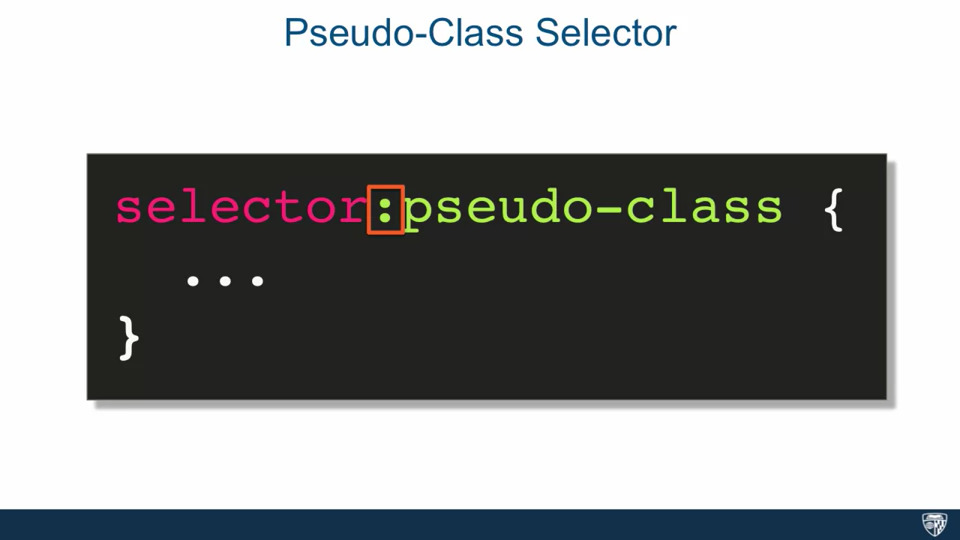 Pseudo-Class Selector
selector:pseudo-class {
...
}